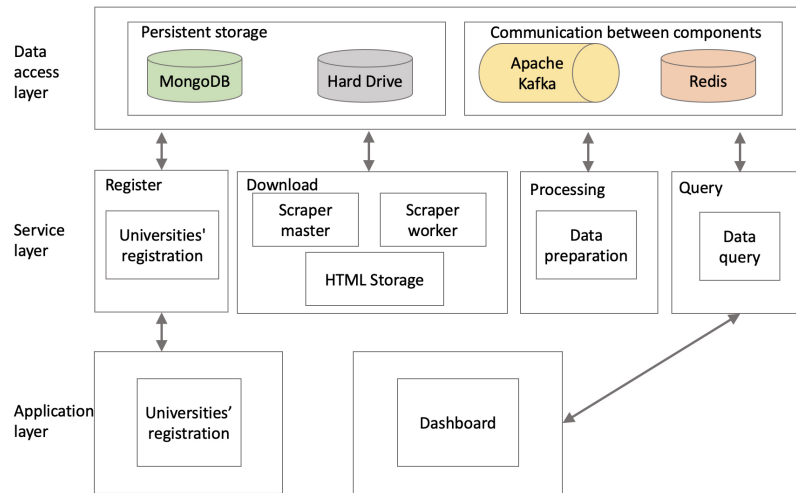 Data
access
layer
Persistent storage
MongoDB
Hard Drive
Communication between components
Apache
Kafka
Redis
Service
layer
Register
Universities'
registration
Download
Scraper
master
Scraper
worker
HTML Storage
Processing
Data
preparation
Query
Data
query
Application
layer
Universities’
registration
Dashboard